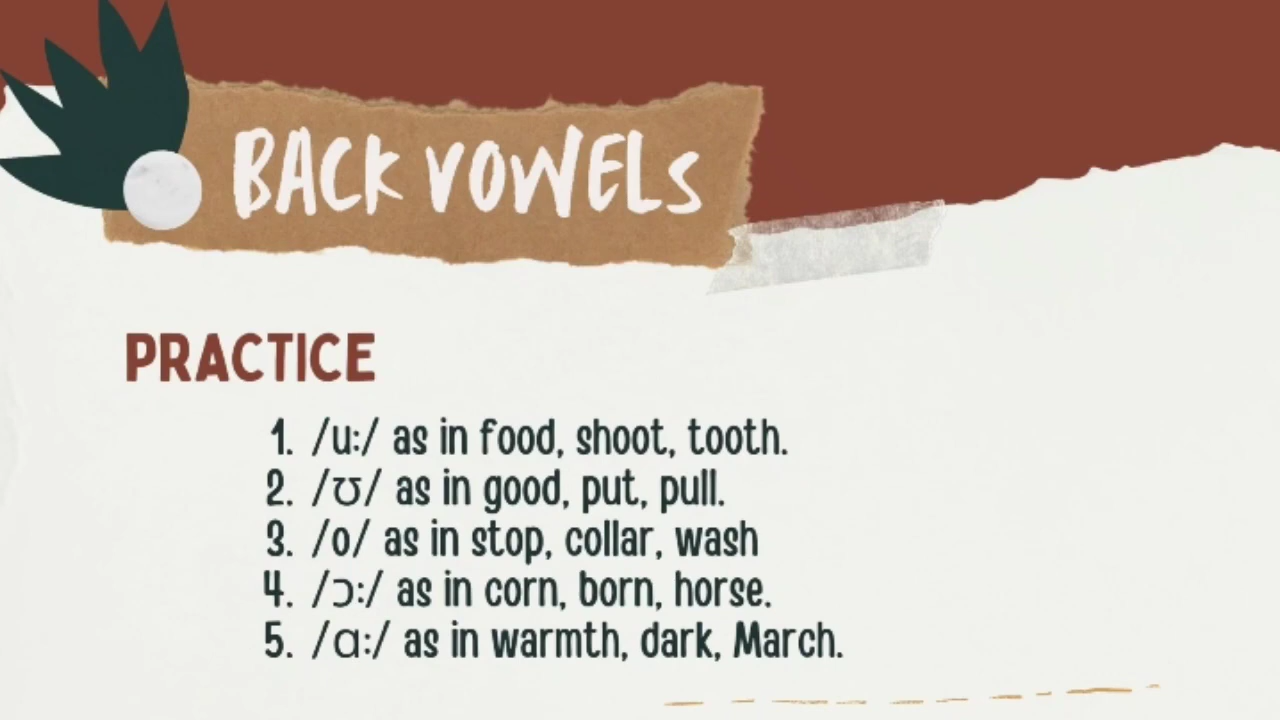 BACK VOWELS
PRACTICE
1. /u:/ as in food, shoot, tooth.
2. /ʊ/ as in good, put, pull.
3. /o/ as in stop, collar, wash
4. /ɔ:/ as in corn, born, horse.
5. /ɑ:/ as in warmth, dark, March.